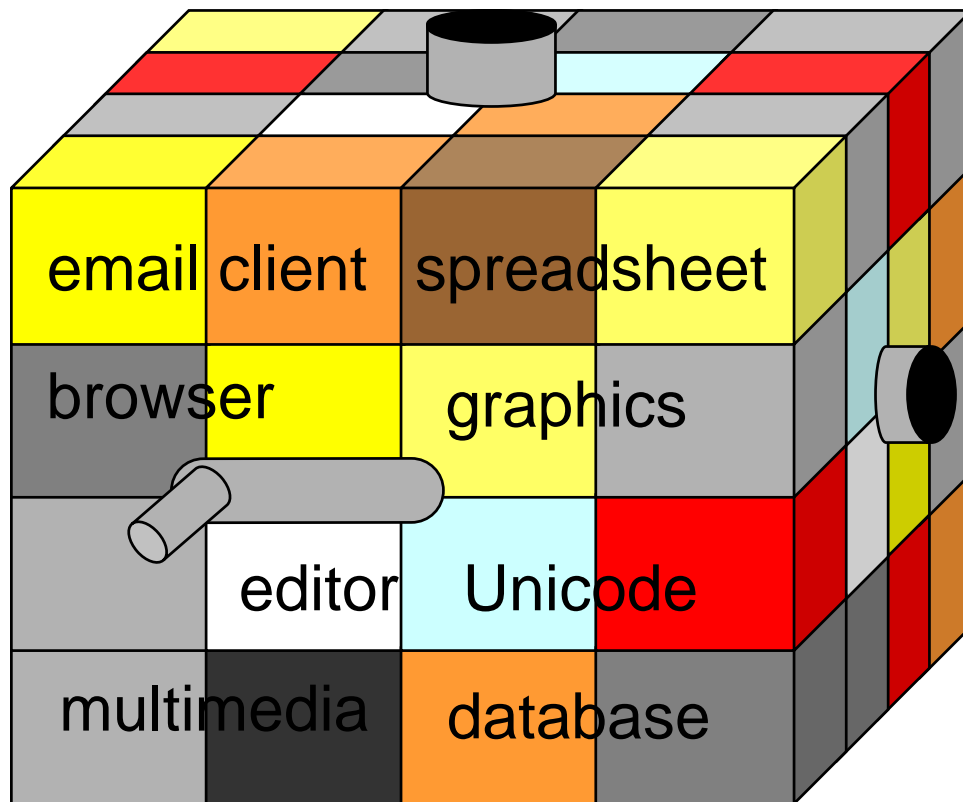 email client spreadsheet
browser graphics
editor Unicode
multimedia database